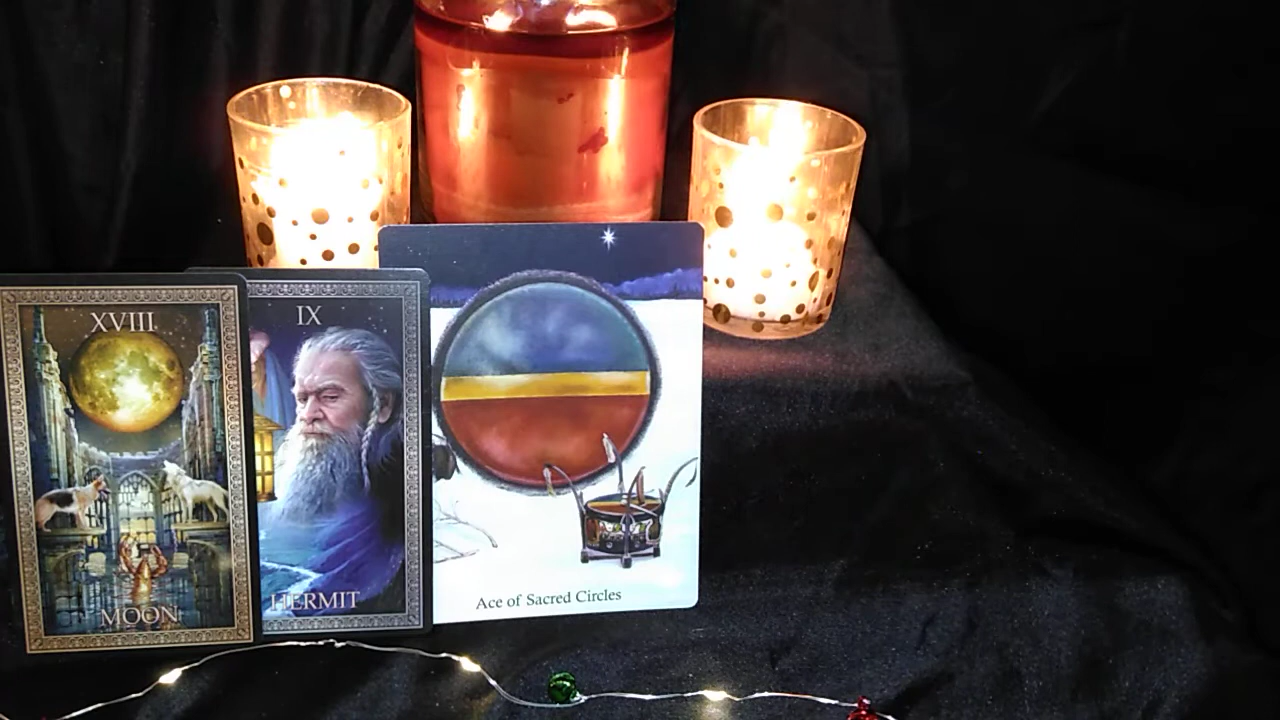 XVIII
MOON
IX
HERMIT
Ace of Sacred Circles